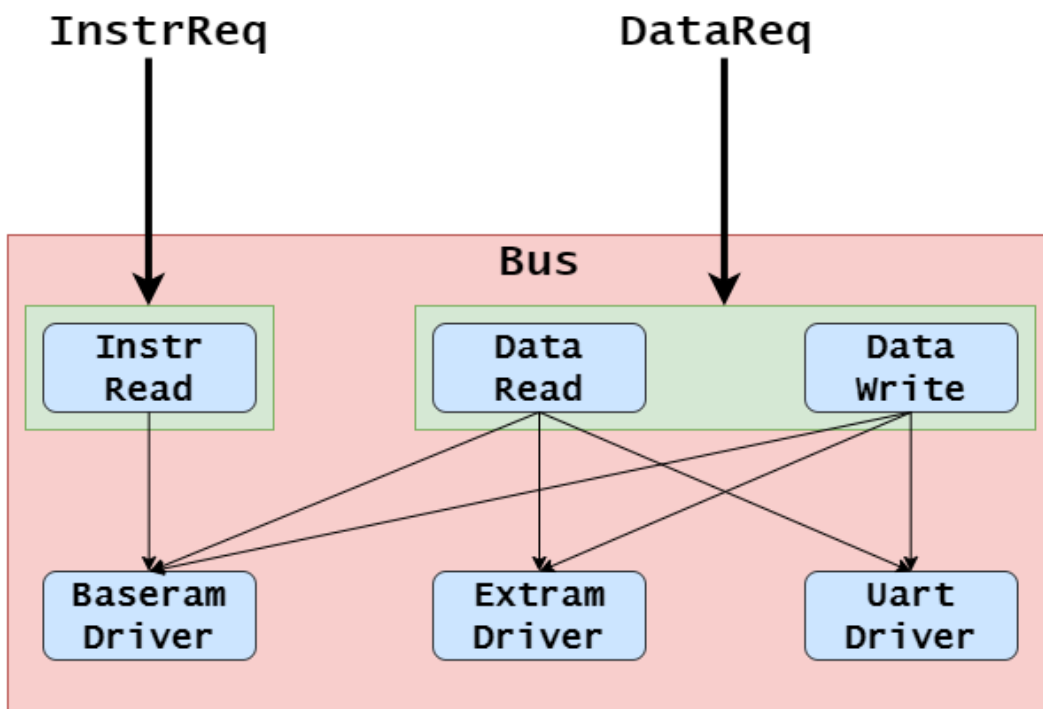 InstrReq
DataReq
Bus
Instr
Read
Data
Read
Data
Write
Baseram
Driver
Extram
Driver
Uart
Driver